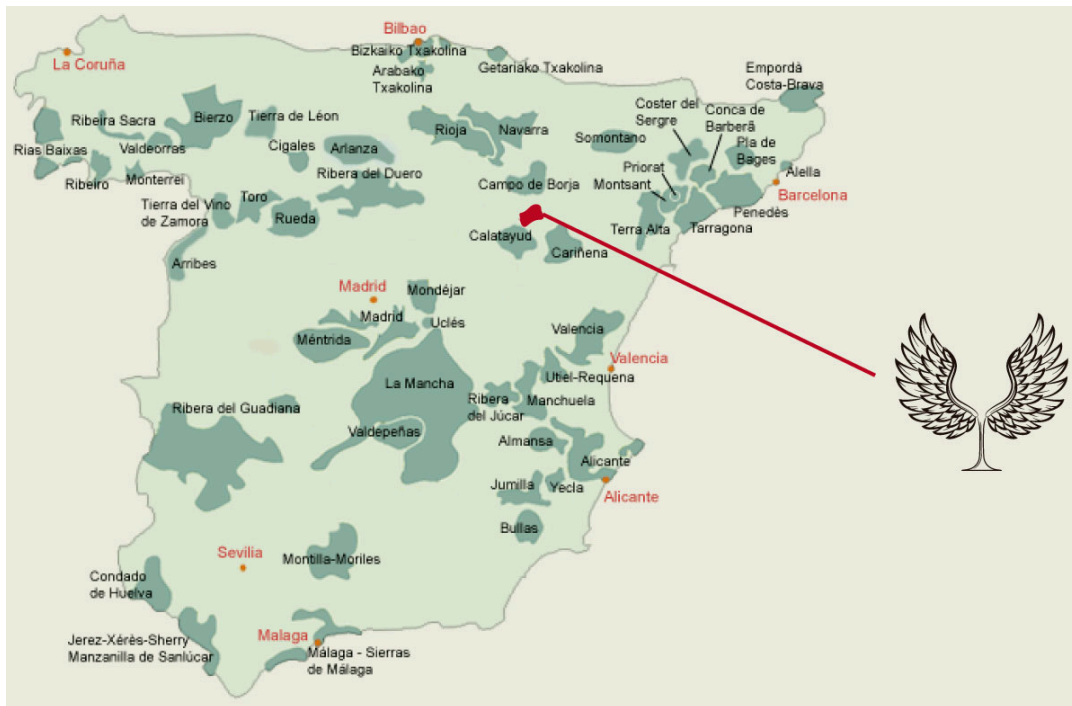 Bilbao
La Coruña
Bizkaiko Txakolina
Getariako Txakolina
Arabako
Txakolina
Empordà
Costa-Brava
Ribeira Sacra
Bierzo
Tierra de Léon
Rioja
Navarra
Somontano
Coster del
Sergre
Conca de
Barberã
Pla de
Bages
Rias Baixas
Valdeorras
Cigales
Arlanza
Ribera del Duero
Ribeiro
Monterrei
Campo de Borja
Priorat
Montsant
Alella
Barcelona
Tierra del Vino
de Zamora
Toro
Rueda
Calatayud
Cariñena
Terra Alta
Tarragona
Penedès
Arribes
Madrid
Mondéjar
Madrid
Uclés
Méntrida
Valencia
Valencia
Utiel-Requena
La Mancha
Ribera
del Júcar
Manchuela
Ribera del Guadiana
Valdepeñas
Almansa
Alicante
Jumilla
Yecla
Alicante
Bullas
Sevilia
Montilla-Moriles
Condado
de Huelva
Jerez-Xérès-Sherry
Manzanilla de Sanlúcar
Malaga
Málaga - Sierras
de Málaga